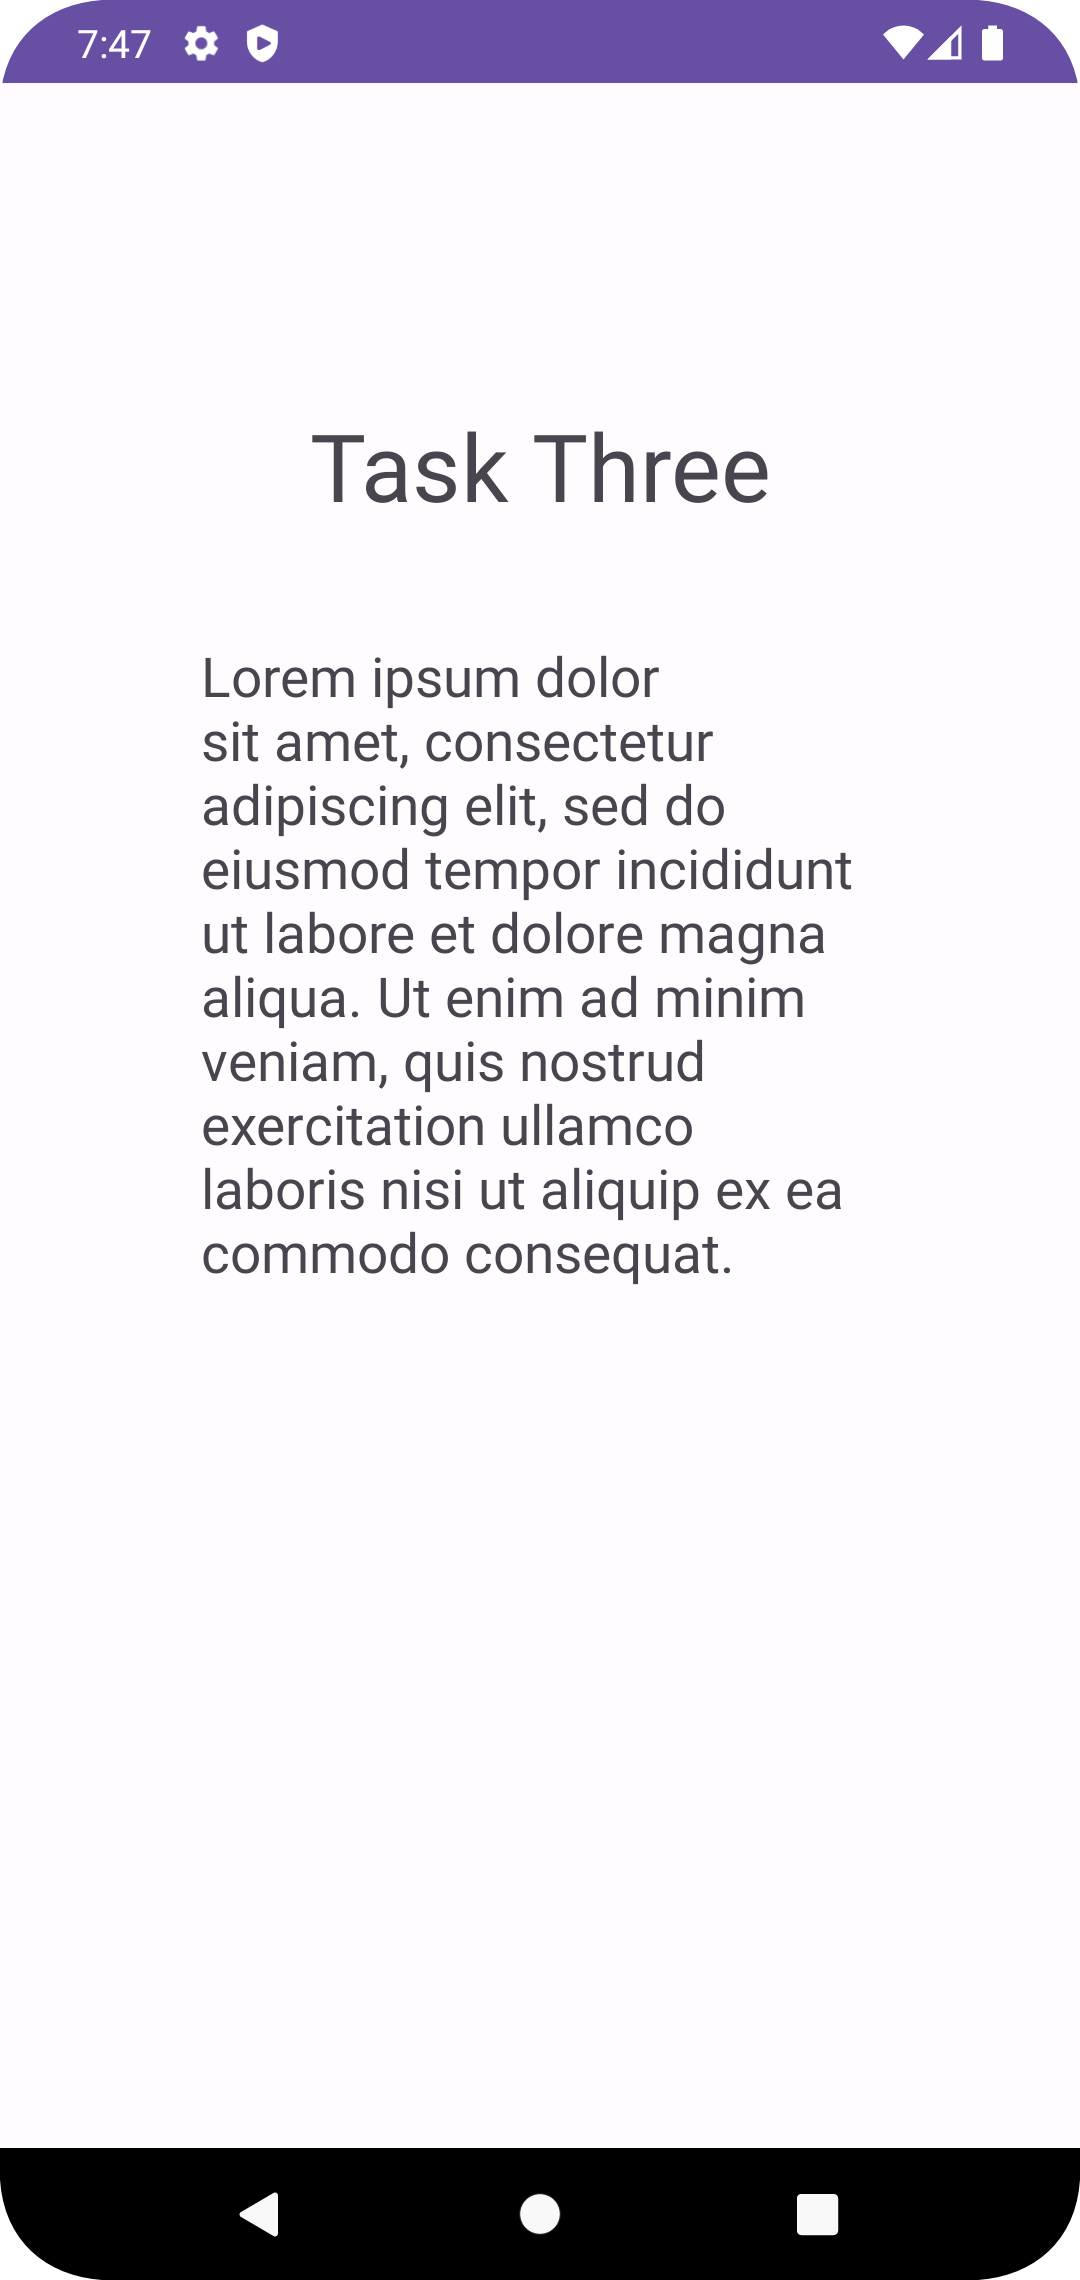 7:47
Task Three
Lorem ipsum dolor
sit amet, consectetur
adipiscing elit, sed do
eiusmod tempor incididunt
ut labore et dolore magna
aliqua. Ut enim ad minim
veniam, quis nostrud
exercitation ullamco
laboris nisi ut aliquip ex ea
commodo consequat.